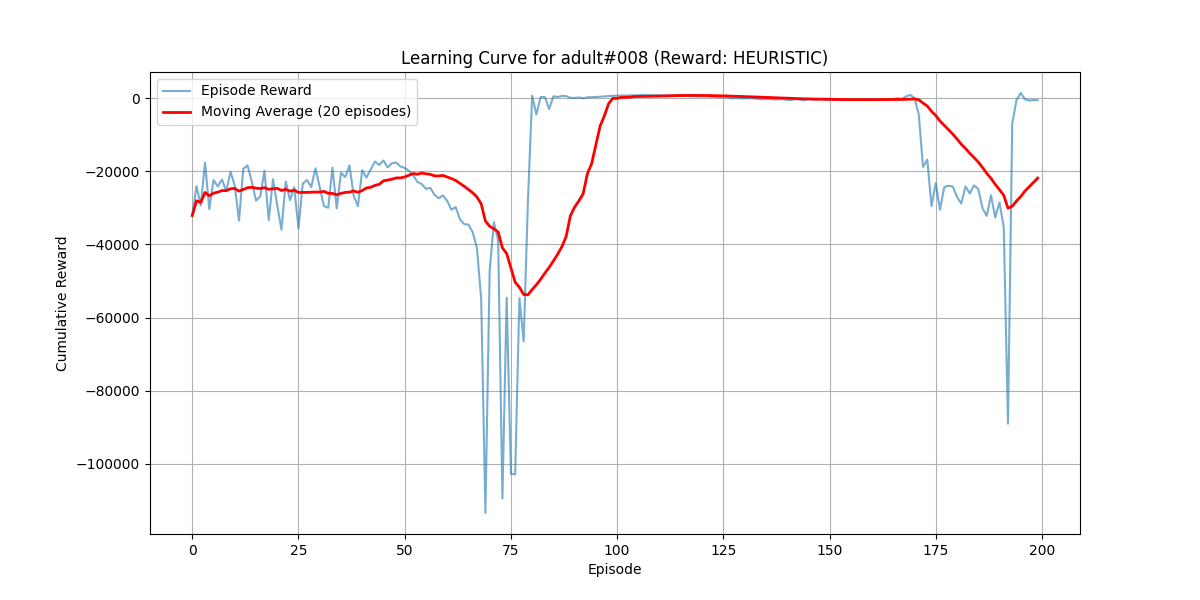 Learning Curve for adult#008 (Reward: HEURISTIC)
Episode Reward
Moving Average (20 episodes)
Cumulative Reward
0
−20000
−40000
−60000
−80000
−100000
0 25 50 75 100 125 150 175 200
Episode